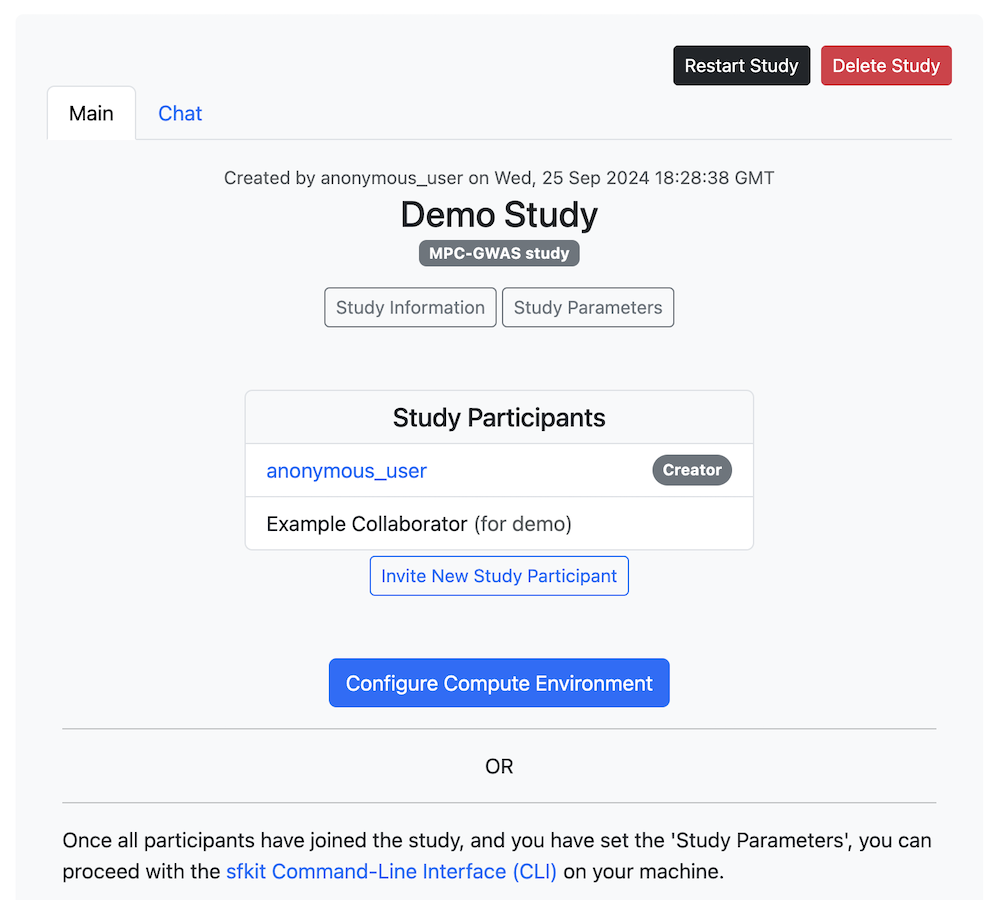 Restart Study
Delete Study
Main
Chat
Created by anonymous_user on Wed, 25 Sep 2024 18:28:38 GMT
Demo Study
MPC-GWAS study
Study Information
Study Parameters
Study Participants
anonymous_user
Creator
Example Collaborator (for demo)
Invite New Study Participant
Configure Compute Environment
OR
Once all participants have joined the study, and you have set the 'Study Parameters', you can
proceed with the sfkit Command-Line Interface (CLI) on your machine.